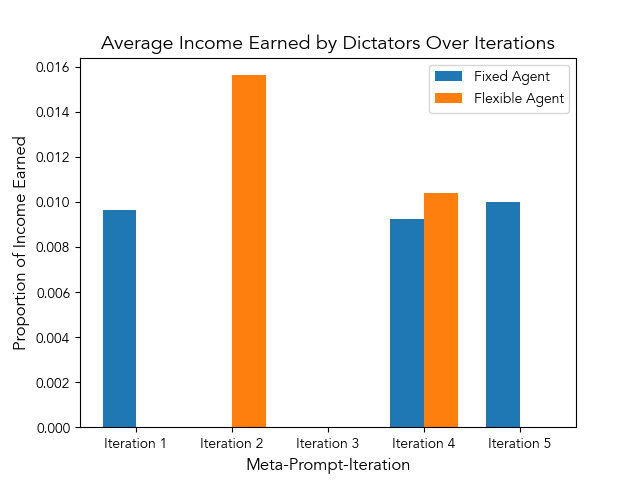 Average Income Earned by Dictators Over Iterations
Fixed Agent
Flexible Agent
Proportion of Income Earned
0.016
0.014
0.012
0.010
0.008
0.006
0.004
0.002
0.000
Iteration 1
Iteration 2
Iteration 3
Iteration 4
Iteration 5
Meta-Prompt-Iteration